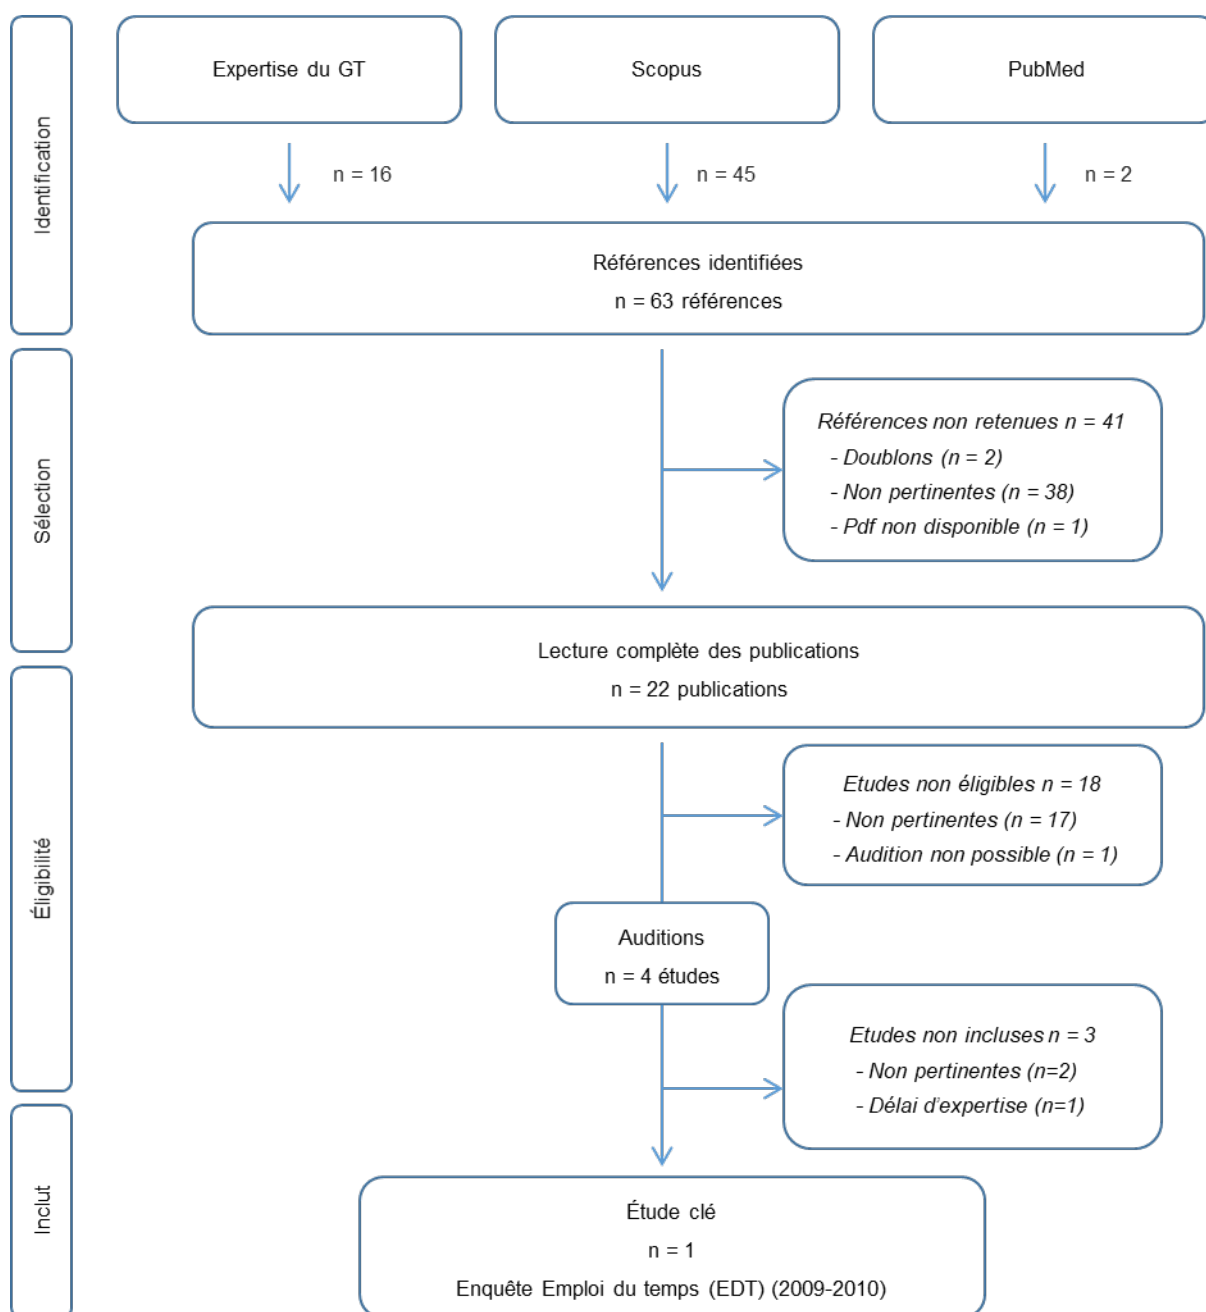 Identification
Expertise du GT
Scopus
PubMed
n = 16
n = 45
n = 2
Références identifiées
n = 63 références
Sélection
Références non retenues n = 41
- Doublons (n = 2)
- Non pertinentes (n = 38)
- Pdf non disponible (n = 1)
Lecture complète des publications
n = 22 publications
Éligibilité
Etudes non éligibles n = 18
- Non pertinentes (n = 17)
- Audition non possible (n = 1)
Auditions
n = 4 études
Etudes non incluses n = 3
- Non pertinentes (n=2)
- Délai d'expertise (n=1)
Inclut
Étude clé
n = 1
Enquête Emploi du temps (EDT) (2009-2010)